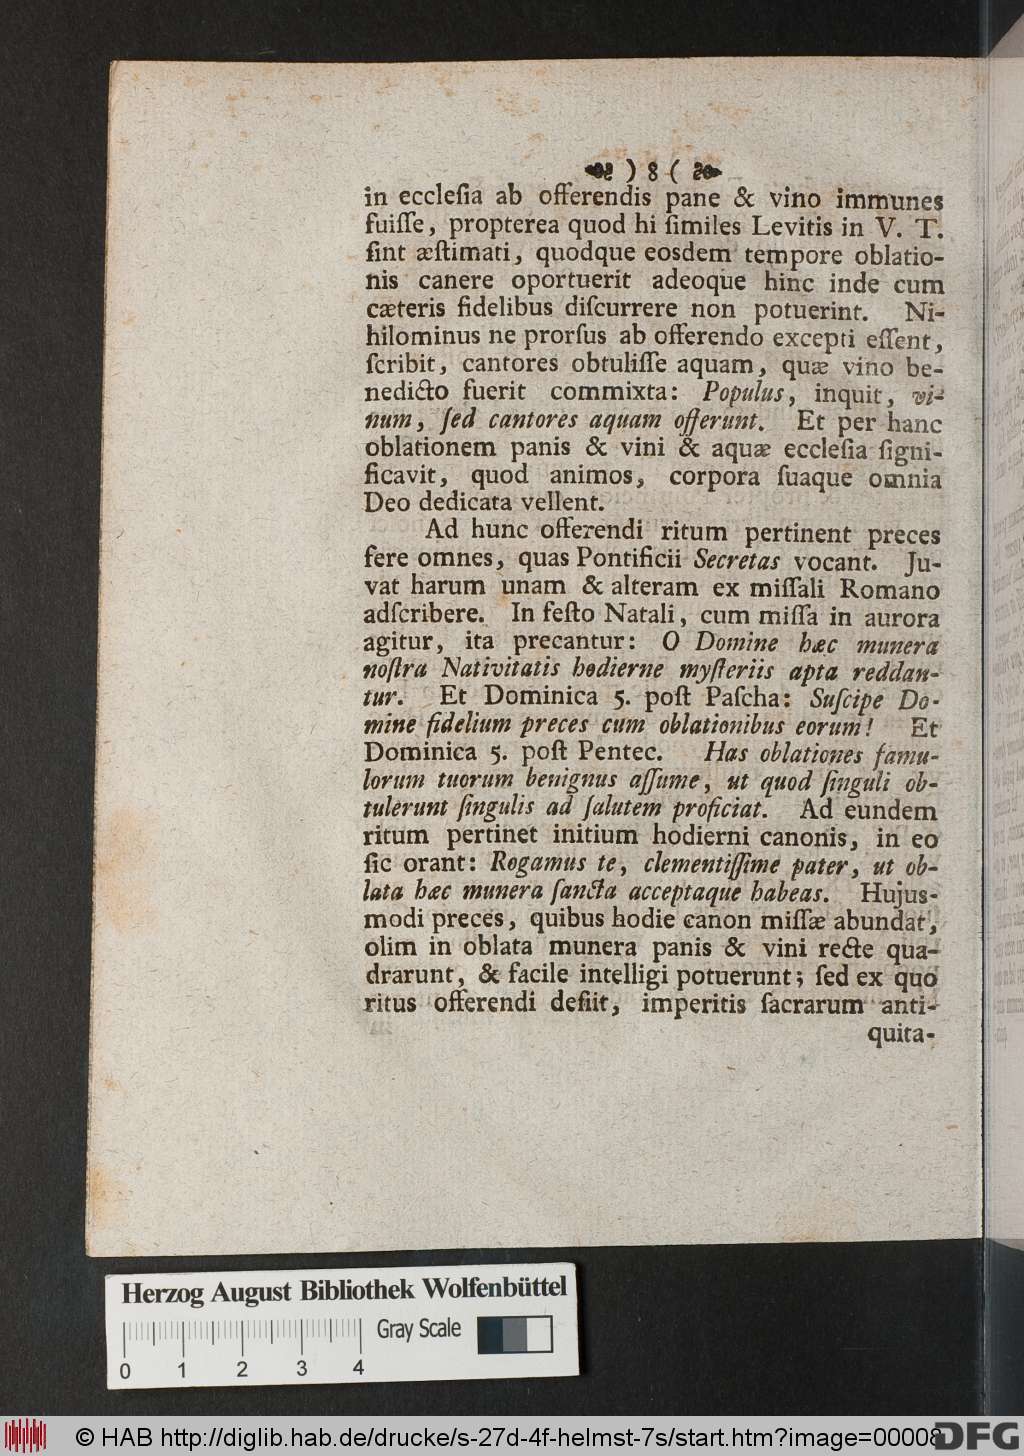 ) 8 (
in eccleſia ab offerendis pane & vino immunes
fuiſſe, propterea quod hi ſimiles Levitis in V. T.
ſint æſtimati, quodque eosdem tempore oblatio-
nis canere oportuerit adeoque hinc inde cum
cæteris fidelibus diſcurrere non potuerint. Ni-
hilominus ne prorſus ab offerendo excepti eſſent,
ſcribit, cantores obtuliſſe aquam, quæ vino be-
nedicto fuerit commixta: Populus, inquit, vi-
num, ſed cantores aquam offerunt. Et per hanc
oblationem panis & vini & aquæ eccleſia ſigni-
ficavit, quod animos, corpora ſuaque omnia
Deo dedicata vellent.
Ad hunc offerendi ritum pertinent preces
fere omnes, quas Pontificii Secretas vocant. Ju-
vat harum unam & alteram ex miſſali Romano
adſcribere. In feſto Natali, cum miſſa in aurora
agitur, ita precantur: O Domine hæc munera
noſtra Nativitatis hodierne myſteriis apta reddan-
tur. Et Dominica 5. poſt Paſcha: Suſcipe Do-
mine fidelium preces cum oblationibus eorum! Et
Dominica 5. poſt Pentec. Has oblationes famu-
lorum tuorum benignus aſſume, ut quod ſinguli ob-
tulerunt ſingulis ad ſalutem proficiat. Ad eundem
ritum pertinet initium hodierni canonis, in eo
ſic orant: Rogamus te, clementiſſime pater, ut ob-
lata hæc munera ſancta acceptaque habeas. Hujus-
modi preces, quibus hodie canon miſſæ abundat,
olim in oblata munera panis & vini recte qua-
drarunt, & facile intelligi potuerunt; ſed ex quo
ritus offerendi deſiit, imperitis ſacrarum anti-
quita-
Herzog August Bibliothek Wolfenbüttel
Gray Scale
0 1 2 3 4
© HAB http://diglib.hab.de/drucke/s-27d-4f-helmst-7s/start.htm?image=00008
DFG